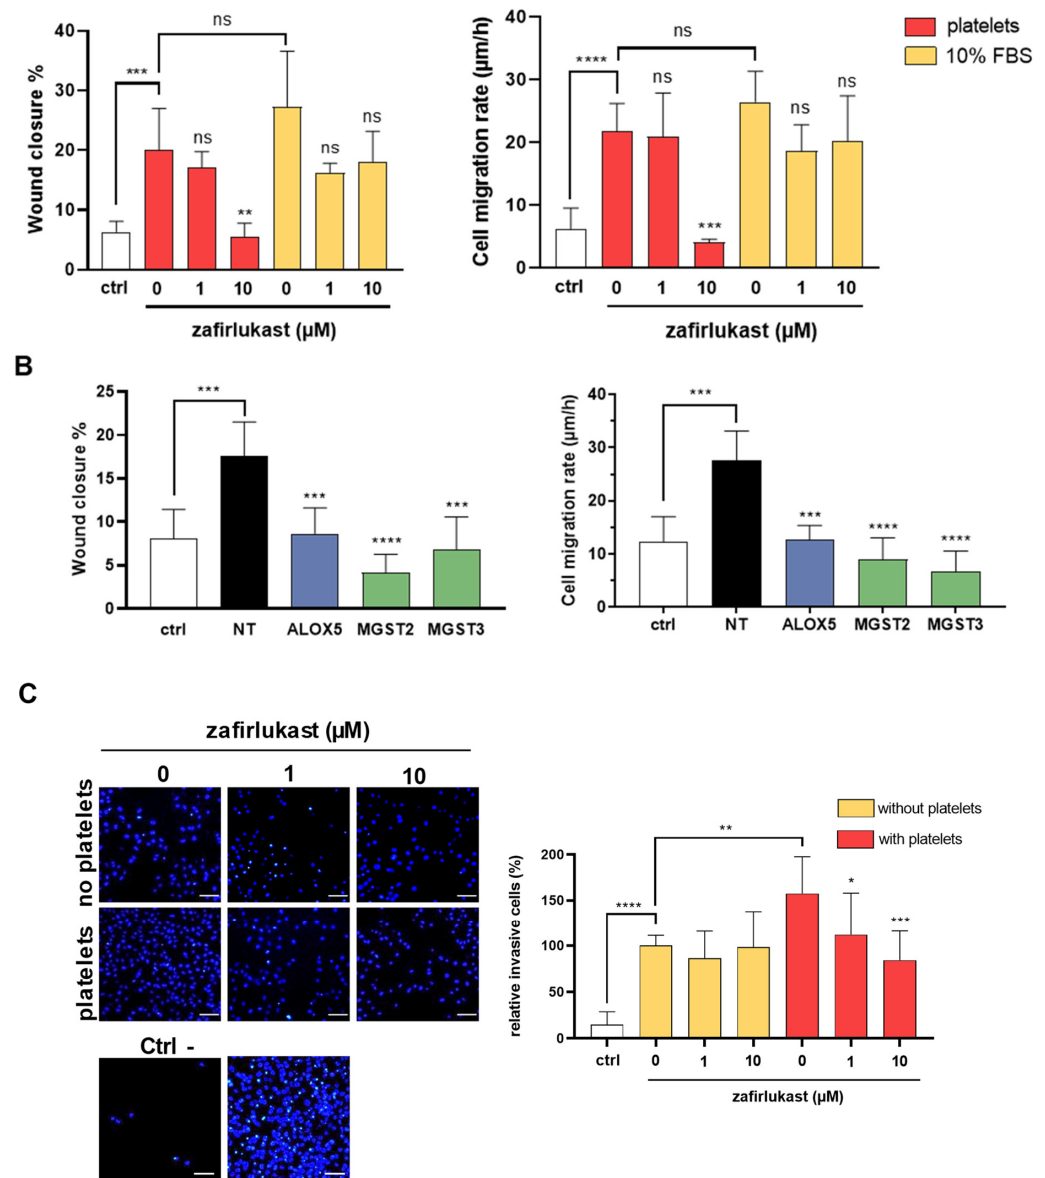 ns
***
ns
**
ns
ns
Wound closure %
40
30
20
10
0
ctrl
0
1
10
0
1
10
zafirlukast (µM)
ns
****
ns
***
ns
ns
Cell migration rate (µm/h)
40
30
20
10
0
ctrl
0
1
10
0
1
10
zafirlukast (µM)
platelets
10% FBS
B
***
***
****
***
Wound closure %
25
20
15
10
5
0
ctrl
NT
ALOX5
MGST2
MGST3
***
***
****
****
Cell migration rate (µm/h)
40
30
20
10
0
ctrl
NT
ALOX5
MGST2
MGST3
C
zafirlukast (µM)
0
1
10
no platelets
platelets
Ctrl -
without platelets
with platelets
**
****
*
***
relative invasive cells (%)
200
150
100
50
0
ctrl
0
1
10
0
1
10
zafirlukast (µM)